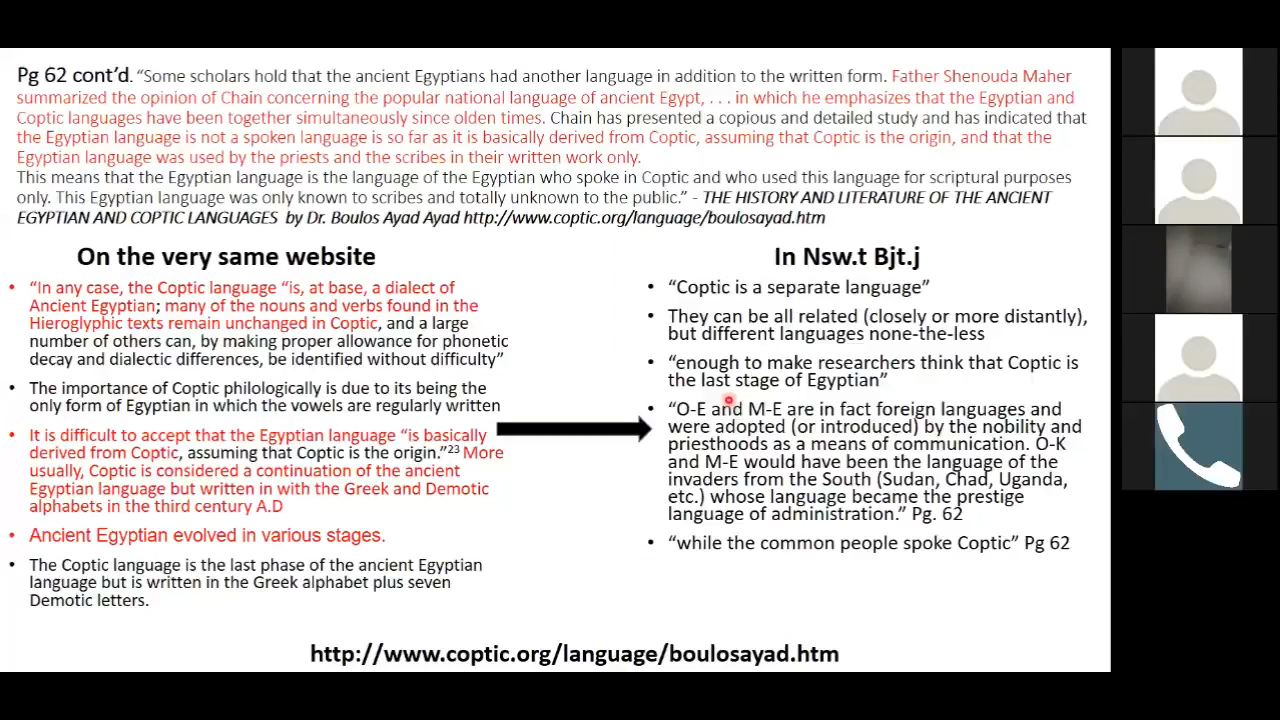 Pg 62 cont’d. “Some scholars hold that the ancient Egyptians had another language in addition to the written form. Father Shenouda Maher
summarized the opinion of Chain concerning the popular national language of ancient Egypt, . . . in which he emphasizes that the Egyptian and
Coptic languages have been together simultaneously since olden times. Chain has presented a copious and detailed study and has indicated that
the Egyptian language is not a spoken language is so far as it is basically derived from Coptic, assuming that Coptic is the origin, and that the
Egyptian language was used by the priests and the scribes in their written work only.
This means that the Egyptian language is the language of the Egyptian who spoke in Coptic and who used this language for scriptural purposes
only. This Egyptian language was only known to scribes and totally unknown to the public.” - THE HISTORY AND LITERATURE OF THE ANCIENT
EGYPTIAN AND COPTIC LANGUAGES by Dr. Boulos Ayad Ayad http://www.coptic.org/language/boulosayad.htm
On the very same website
• “In any case, the Coptic language “is, at base, a dialect of
Ancient Egyptian; many of the nouns and verbs found in the
Hieroglyphic texts remain unchanged in Coptic, and a large
number of others can, by making proper allowance for phonetic
decay and dialectic differences, be identified without difficulty”
• The importance of Coptic philologically is due to its being the
only form of Egyptian in which the vowels are regularly written
• It is difficult to accept that the Egyptian language “is basically
derived from Coptic, assuming that Coptic is the origin.”²³ More
usually, Coptic is considered a continuation of the ancient
Egyptian language but written in with the Greek and Demotic
alphabets in the third century A.D
• Ancient Egyptian evolved in various stages.
• The Coptic language is the last phase of the ancient Egyptian
language but is written in the Greek alphabet plus seven
Demotic letters.
In Nsw.t Bjt.j
• “Coptic is a separate language”
• They can be all related (closely or more distantly),
but different languages none-the-less
• “enough to make researchers think that Coptic is
the last stage of Egyptian”
• “O-E and M-E are in fact foreign languages and
were adopted (or introduced) by the nobility and
priesthoods as a means of communication. O-K
and M-E would have been the language of the
invaders from the South (Sudan, Chad, Uganda,
etc.) whose language became the prestige
language of administration.” Pg. 62
• “while the common people spoke Coptic” Pg 62
http://www.coptic.org/language/boulosayad.htm